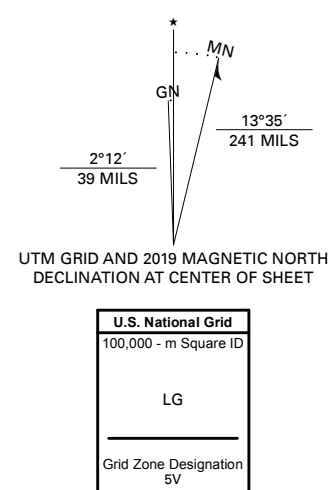 ★
MN
GN
13°35´
241 MILS
2°12´
39 MILS
UTM GRID AND 2019 MAGNETIC NORTH
DECLINATION AT CENTER OF SHEET
U.S. National Grid
100,000 - m Square ID
LG
Grid Zone Designation
5V